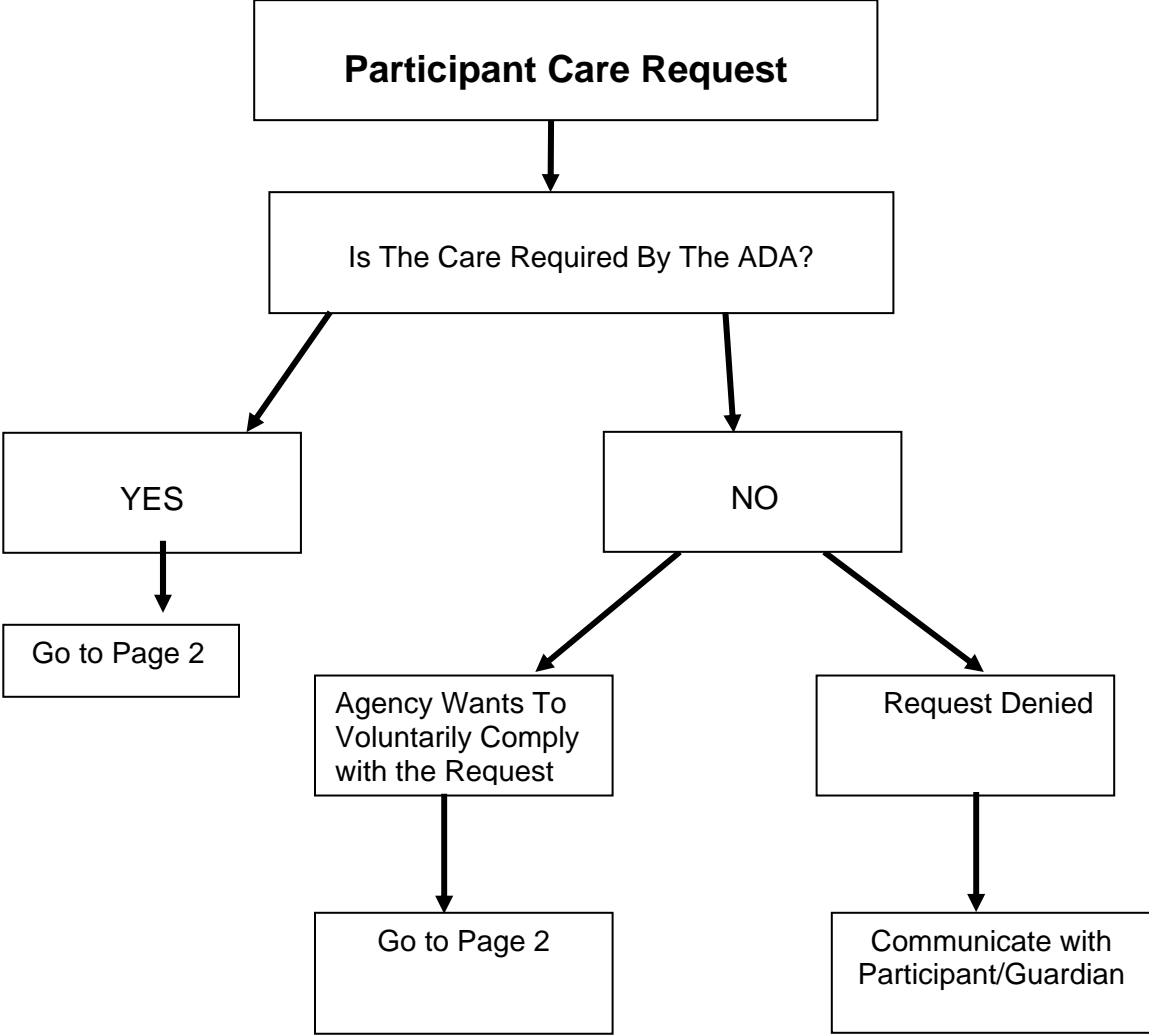 Participant Care Request
Is The Care Required By The ADA?
YES
NO
Go to Page 2
Agency Wants To
Voluntarily Comply
with the Request
Request Denied
Go to Page 2
Communicate with
Participant/Guardian